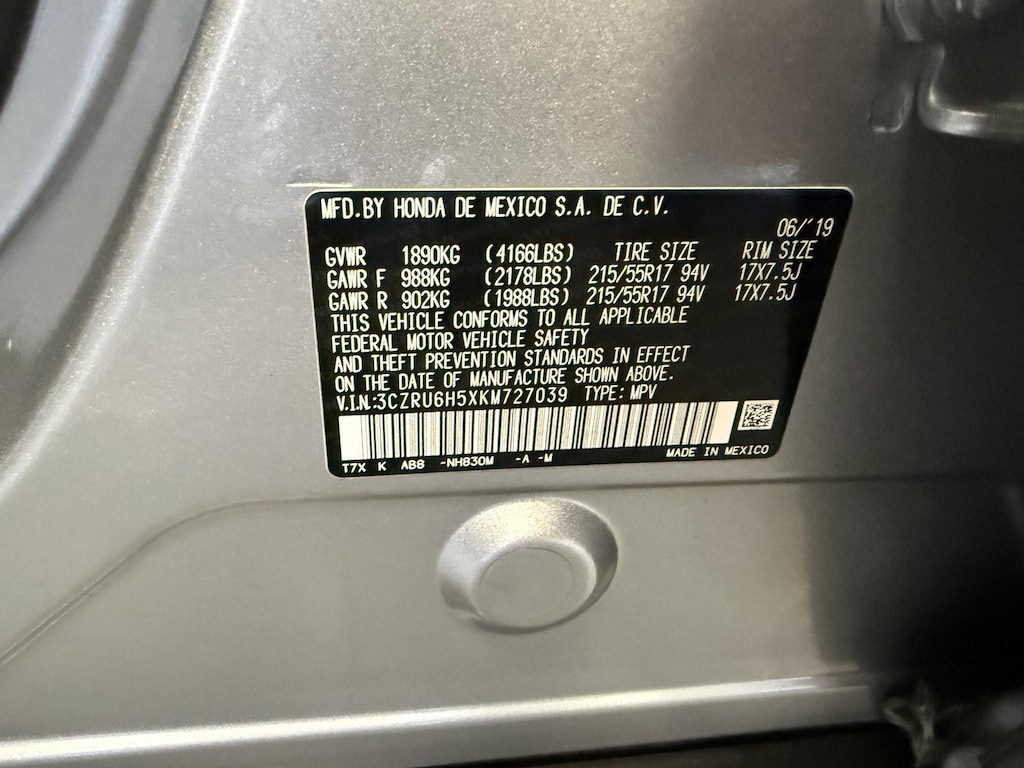 MFD.BY HONDA DE MEXICO S.A. DE C.V.
06/'19
GVWR 1890KG (4166LBS) TIRE SIZE RIM SIZE
GAWR F 988KG (2178LBS) 215/55R17 94V 17X7.5J
GAWR R 902KG (1988LBS) 215/55R17 94V 17X7.5J
THIS VEHICLE CONFORMS TO ALL APPLICABLE
FEDERAL MOTOR VEHICLE SAFETY
AND THEFT PREVENTION STANDARDS IN EFFECT
ON THE DATE OF MANUFACTURE SHOWN ABOVE.
V.I.N.:3CZRU6H5XKM727039 TYPE: MPV
T7X K AB8 -NH830M -A -M MADE IN MEXICO